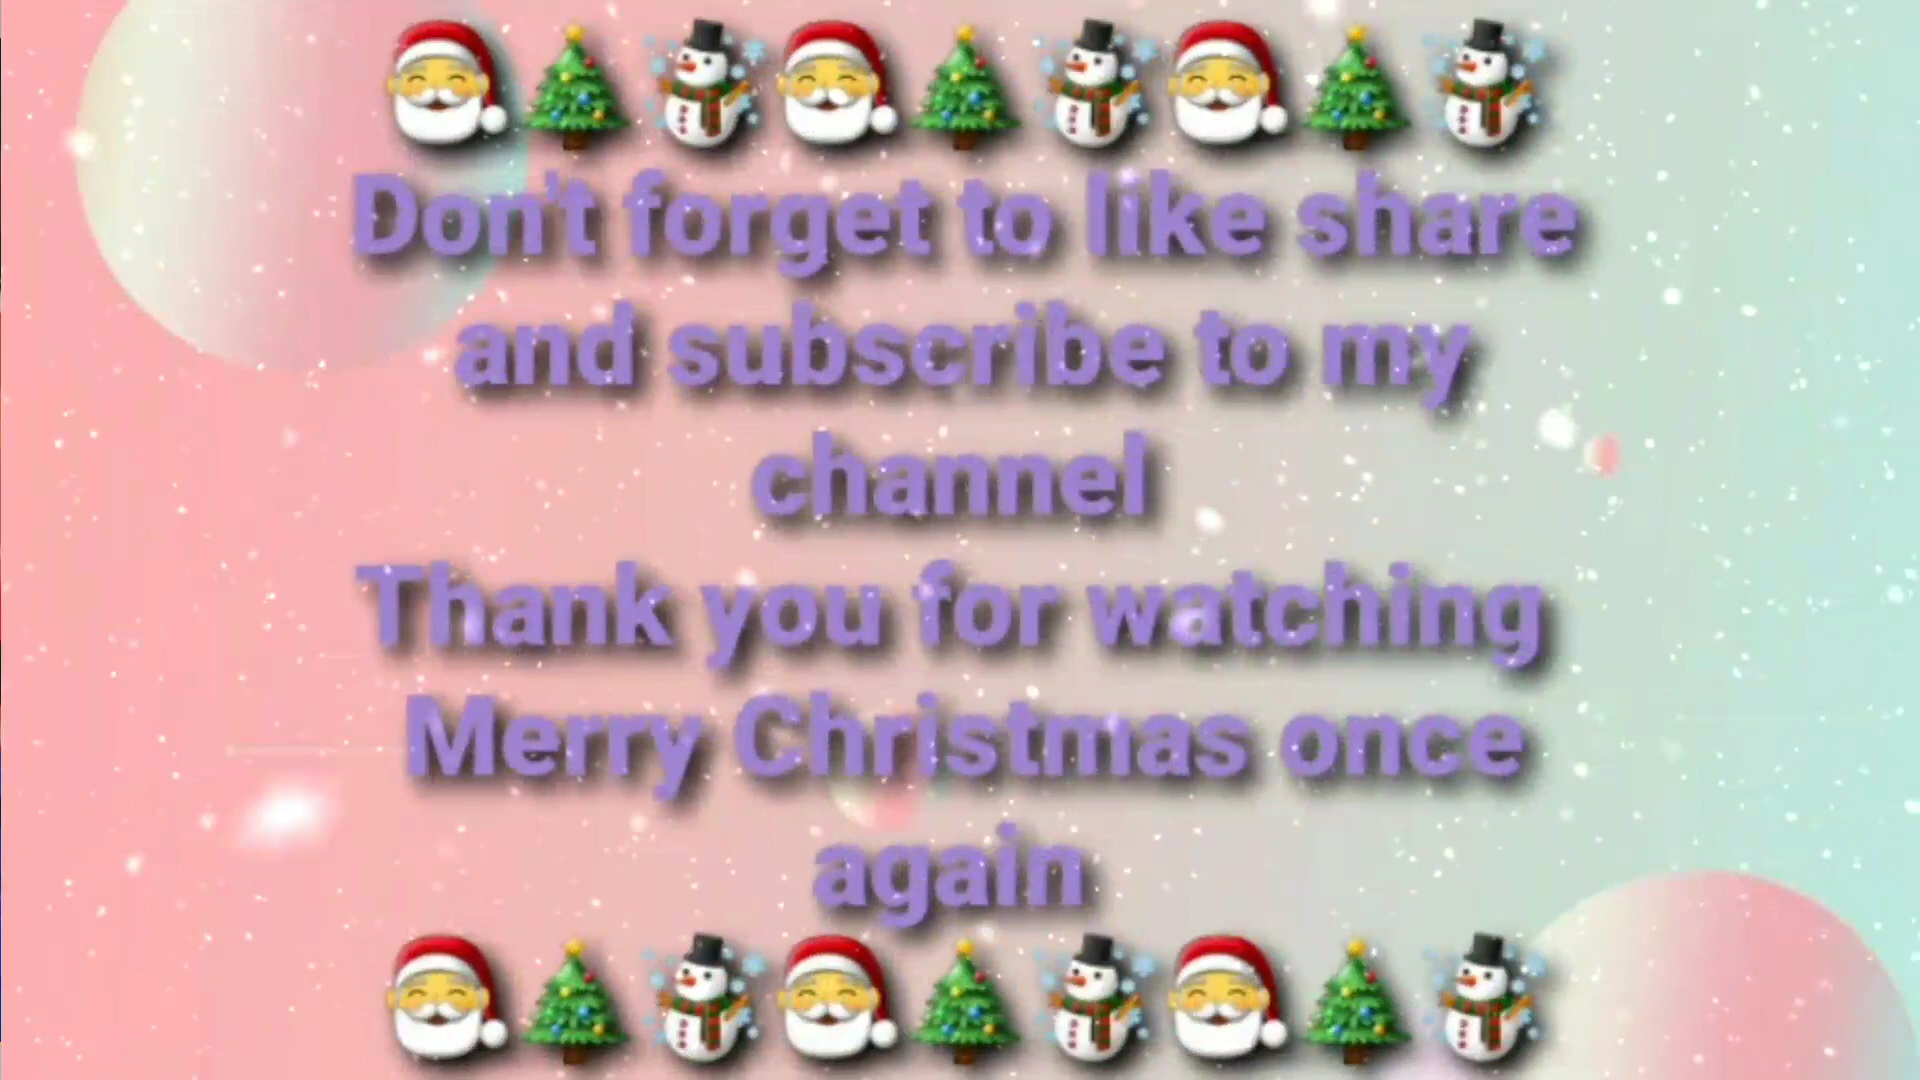 🎅🎄☃️🎅🎄☃️🎅🎄☃️
Don't forget to like share
and subscribe to my
channel
Thank you for watching
Merry Christmas once
again
🎅🎄☃️🎅🎄☃️🎅🎄☃️